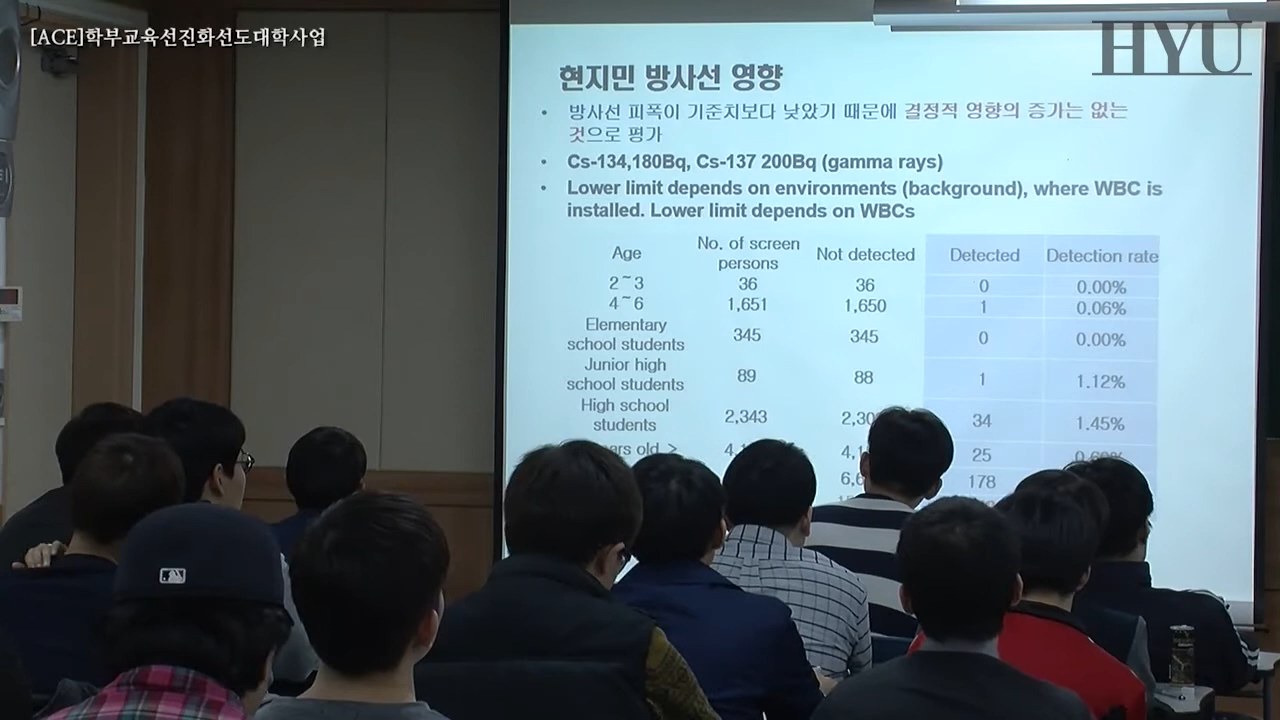 [ACE]학부교육선진화선도대학사업
HYU
현지민 방사선 영향
• 방사선 피폭이 기준치보다 낮았기 때문에 결정적 영향의 증가는 없는
것으로 평가
• Cs-134,180Bq, Cs-137 200Bq (gamma rays)
• Lower limit depends on environments (background), where WBC is
installed. Lower limit depends on WBCs
Age No. of screen persons Not detected Detected Detection rate
2~3 36 36 0 0.00%
4~6 1,651 1,650 1 0.06%
Elementary school students 345 345 0 0.00%
Junior high school students 89 88 1 1.12%
High school students 2,343 34 1.45%
old > 25
178